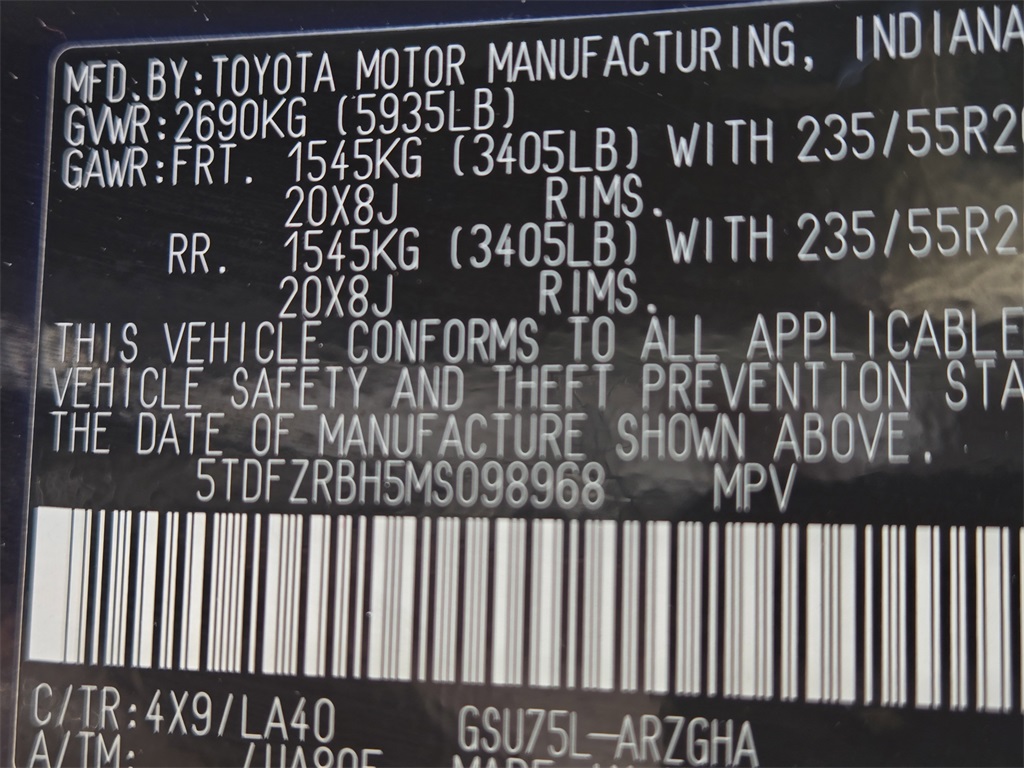 MFD. BY: TOYOTA MOTOR MANUFACTURING, INDIANA
GVWR: 2690KG (5935LB)
GAWR: FRT. 1545KG (3405LB) WITH 235/55R2
20X8J RIMS.
RR. 1545KG (3405LB) WITH 235/55R2
20X8J RIMS.
THIS VEHICLE CONFORMS TO ALL APPLICABLE
VEHICLE SAFETY AND THEFT PREVENTION STA
THE DATE OF MANUFACTURE SHOWN ABOVE.
5TDFZRBH5MS098968 MPV
C/TR: 4X9/LA40 GSU75L-ARZGHA
A/TM: